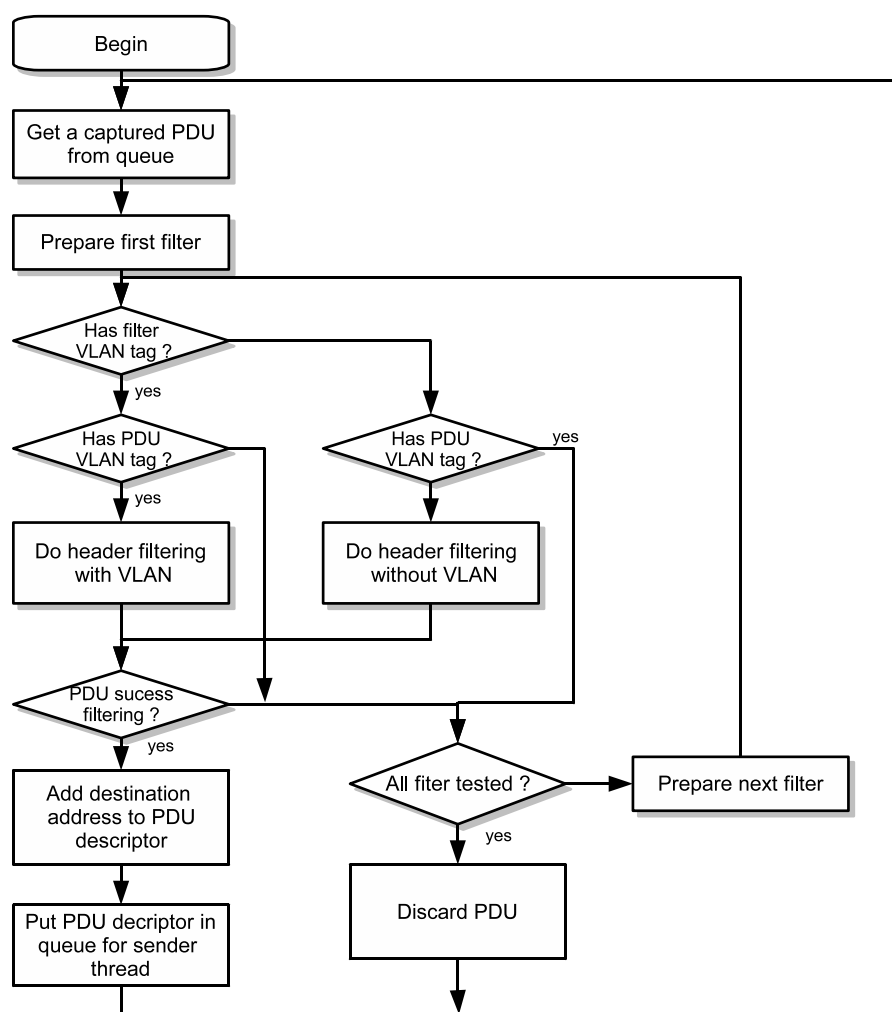 Begin
Get a captured PDU
from queue
Prepare first filter
Has filter
VLAN tag ?
yes
Has PDU
VLAN tag ?
yes
Has PDU
VLAN tag ?
yes
Do header filtering
with VLAN
Do header filtering
without VLAN
PDU sucess
filtering ?
yes
All fiter tested ?
yes
Prepare next filter
Add destination
address to PDU
descriptor
Discard PDU
Put PDU decriptor in
queue for sender
thread